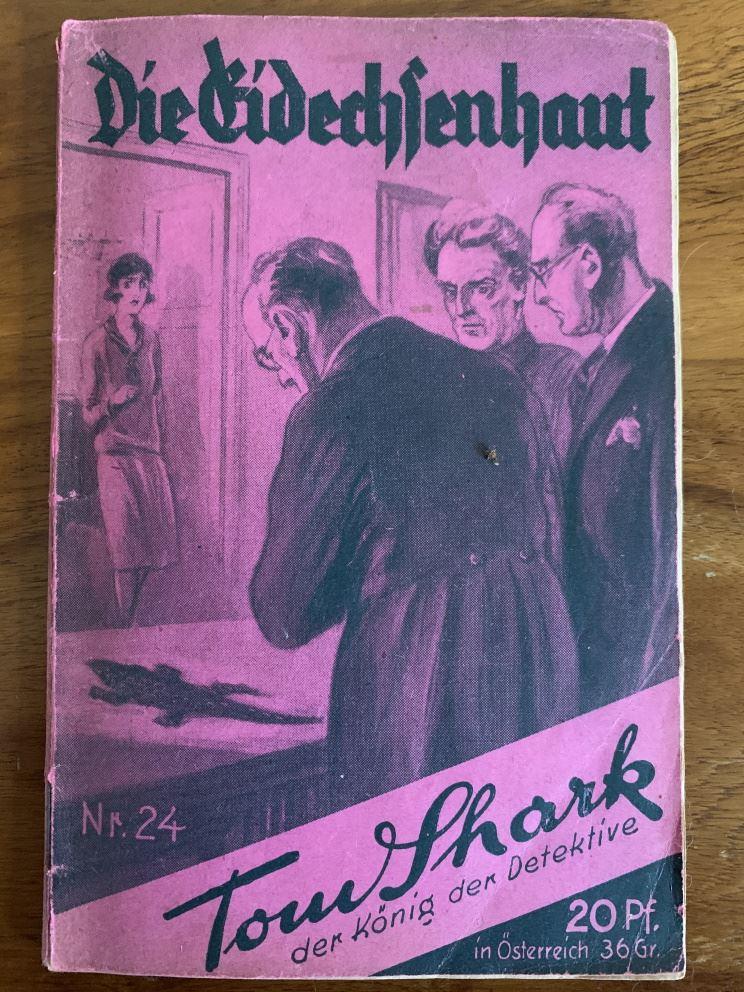 Die Eidechsenhaut
Nr. 24
Tom Shark
der König der Detektive
20 Pf.
in Österreich 36 Gr.